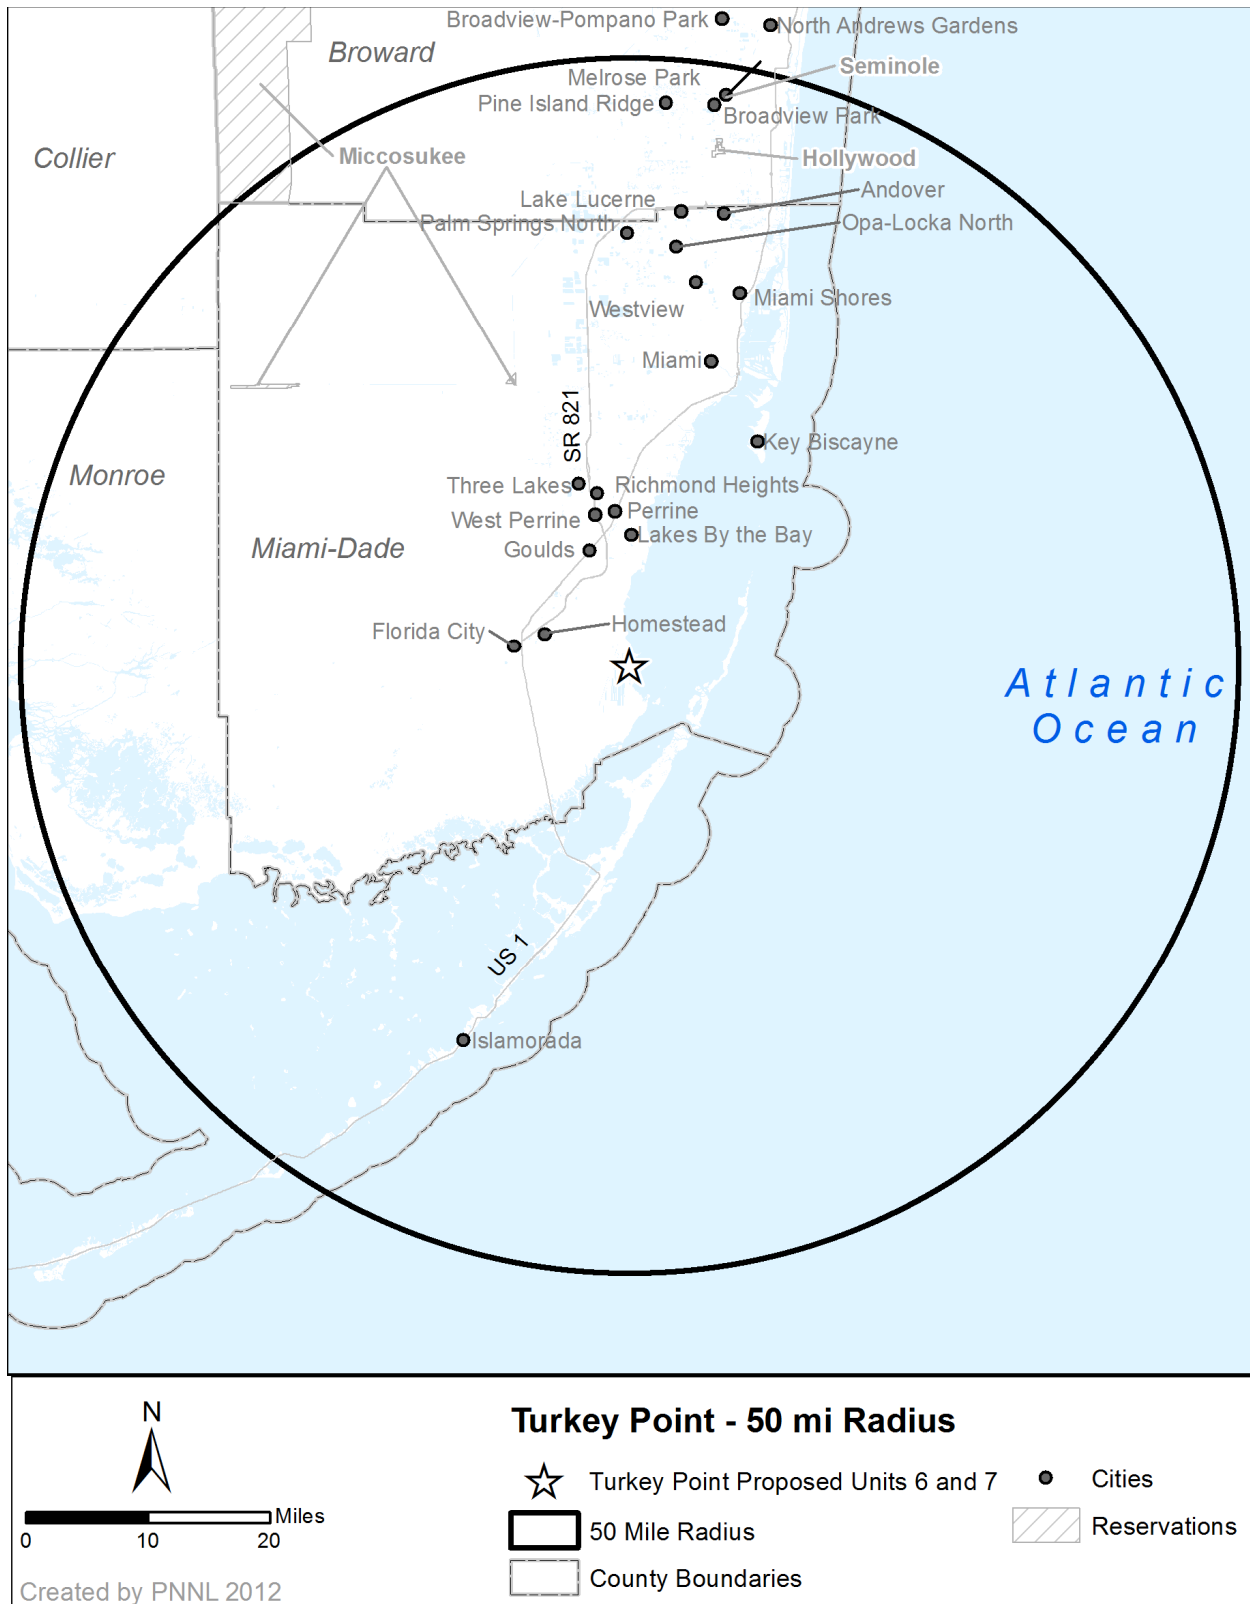 Broadview-Pompano Park
North Andrews Gardens
Broward
Seminole
Melrose Park
Pine Island Ridge
Broadview Park
Collier
Miccosukee
Hollywood
Andover
Lake Lucerne
Palm Springs North
Opa-Locka North
Westview
Miami Shores
Miami
SR 821
Key Biscayne
Monroe
Three Lakes
Richmond Heights
West Perrine
Perrine
Lakes By the Bay
Miami-Dade
Goulds
Florida City
Homestead
Atlantic
Ocean
US 1
Islamorada
N
Miles
0 10 20
Created by PNNL 2012
Turkey Point - 50 mi Radius
Turkey Point Proposed Units 6 and 7
50 Mile Radius
County Boundaries
Cities
Reservations